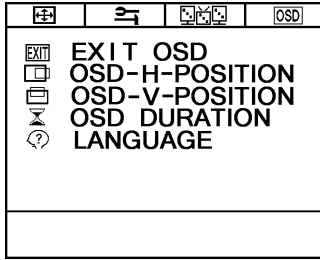 OSD
EXIT EXIT OSD
OSD-H-POSITION
OSD-V-POSITION
OSD DURATION
LANGUAGE